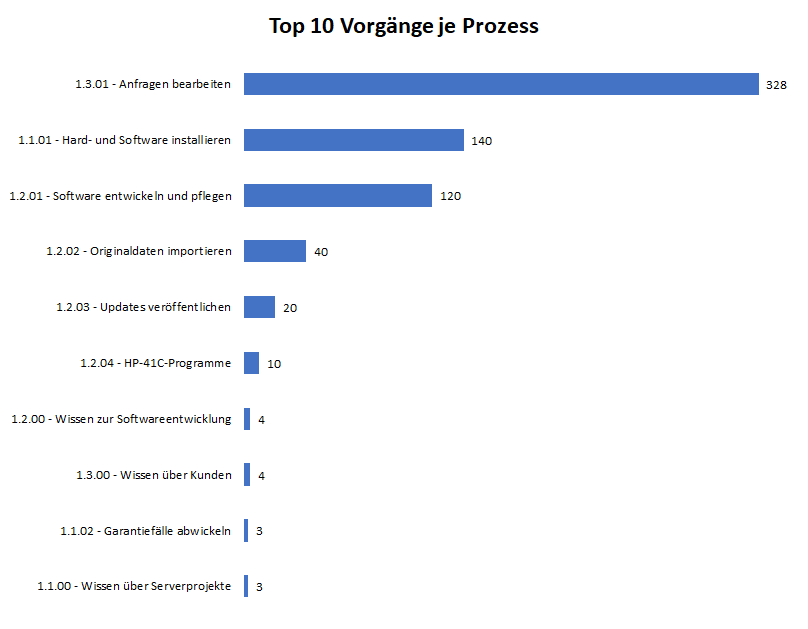 Top 10 Vorgänge je Prozess
1.3.01 - Anfragen bearbeiten 328
1.1.01 - Hard- und Software installieren 140
1.2.01 - Software entwickeln und pflegen 120
1.2.02 - Originaldaten importieren 40
1.2.03 - Updates veröffentlichen 20
1.2.04 - HP-41C-Programme 10
1.2.00 - Wissen zur Softwareentwicklung 4
1.3.00 - Wissen über Kunden 4
1.1.02 - Garantiefälle abwickeln 3
1.1.00 - Wissen über Serverprojekte 3